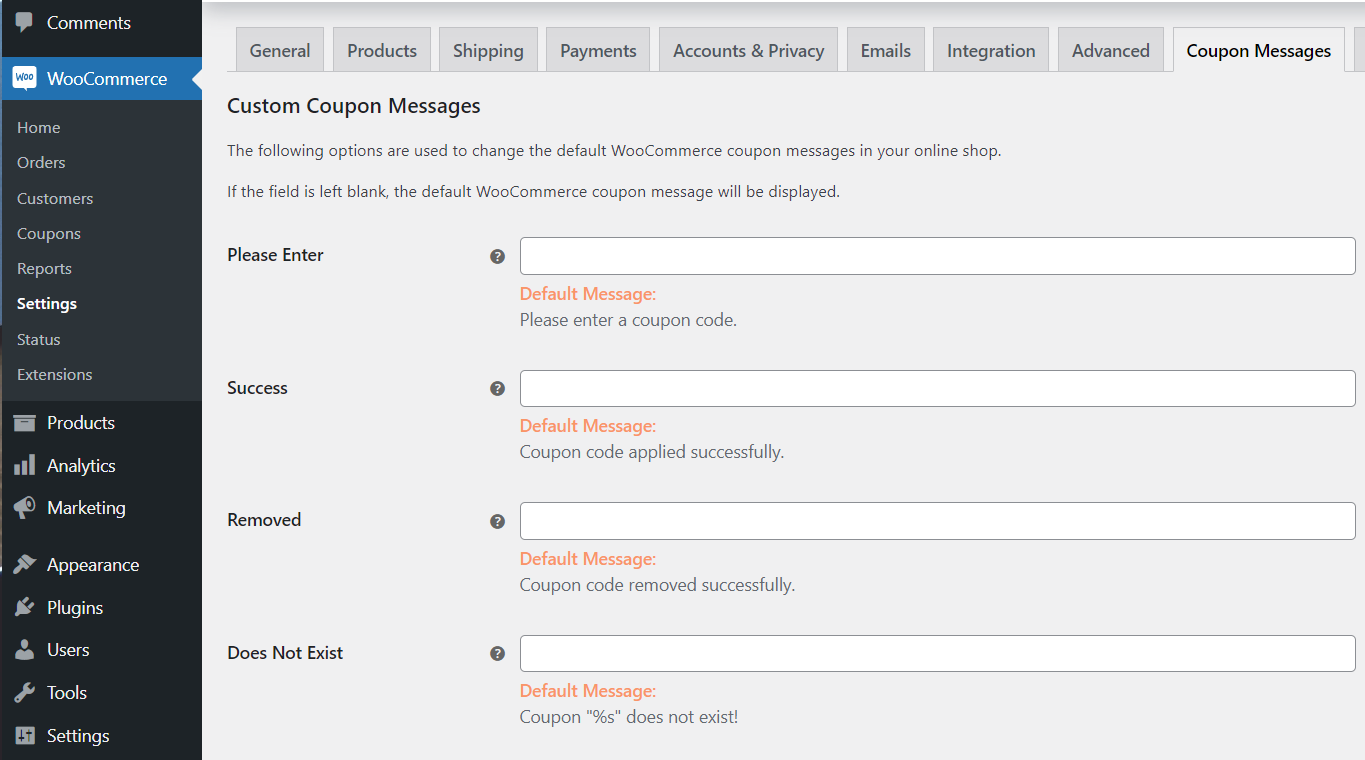 Comments
Woo WooCommerce
Home
Orders
Customers
Coupons
Reports
Settings
Status
Extensions
Products
Analytics
Marketing
Appearance
Plugins
Users
Tools
Settings
General Products Shipping Payments Accounts & Privacy Emails Integration Advanced Coupon Messages
Custom Coupon Messages
The following options are used to change the default WooCommerce coupon messages in your online shop.
If the field is left blank, the default WooCommerce coupon message will be displayed.
Please Enter ?
Default Message:
Please enter a coupon code.
Success ?
Default Message:
Coupon code applied successfully.
Removed ?
Default Message:
Coupon code removed successfully.
Does Not Exist ?
Default Message:
Coupon "%s" does not exist!